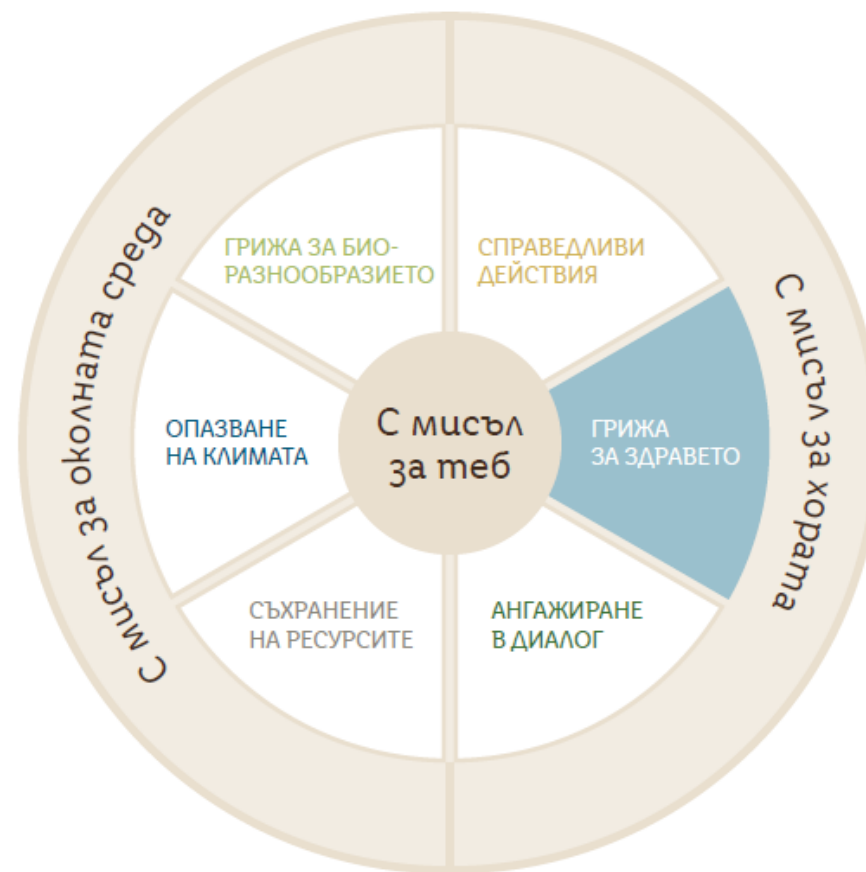 С мисъл за околната среда
ГРИЖА ЗА БИО-
РАЗНООБРАЗИЕТО
СПРАВЕДЛИВИ
ДЕЙСТВИЯ
ОПАЗВАНЕ
НА КЛИМАТА
С мисъл
за теб
ГРИЖА
ЗА ЗДРАВЕТО
СЪХРАНЕНИЕ
НА РЕСУРСИТЕ
АНГАЖИРАНЕ
В ДИАЛОГ
С мисъл за хората